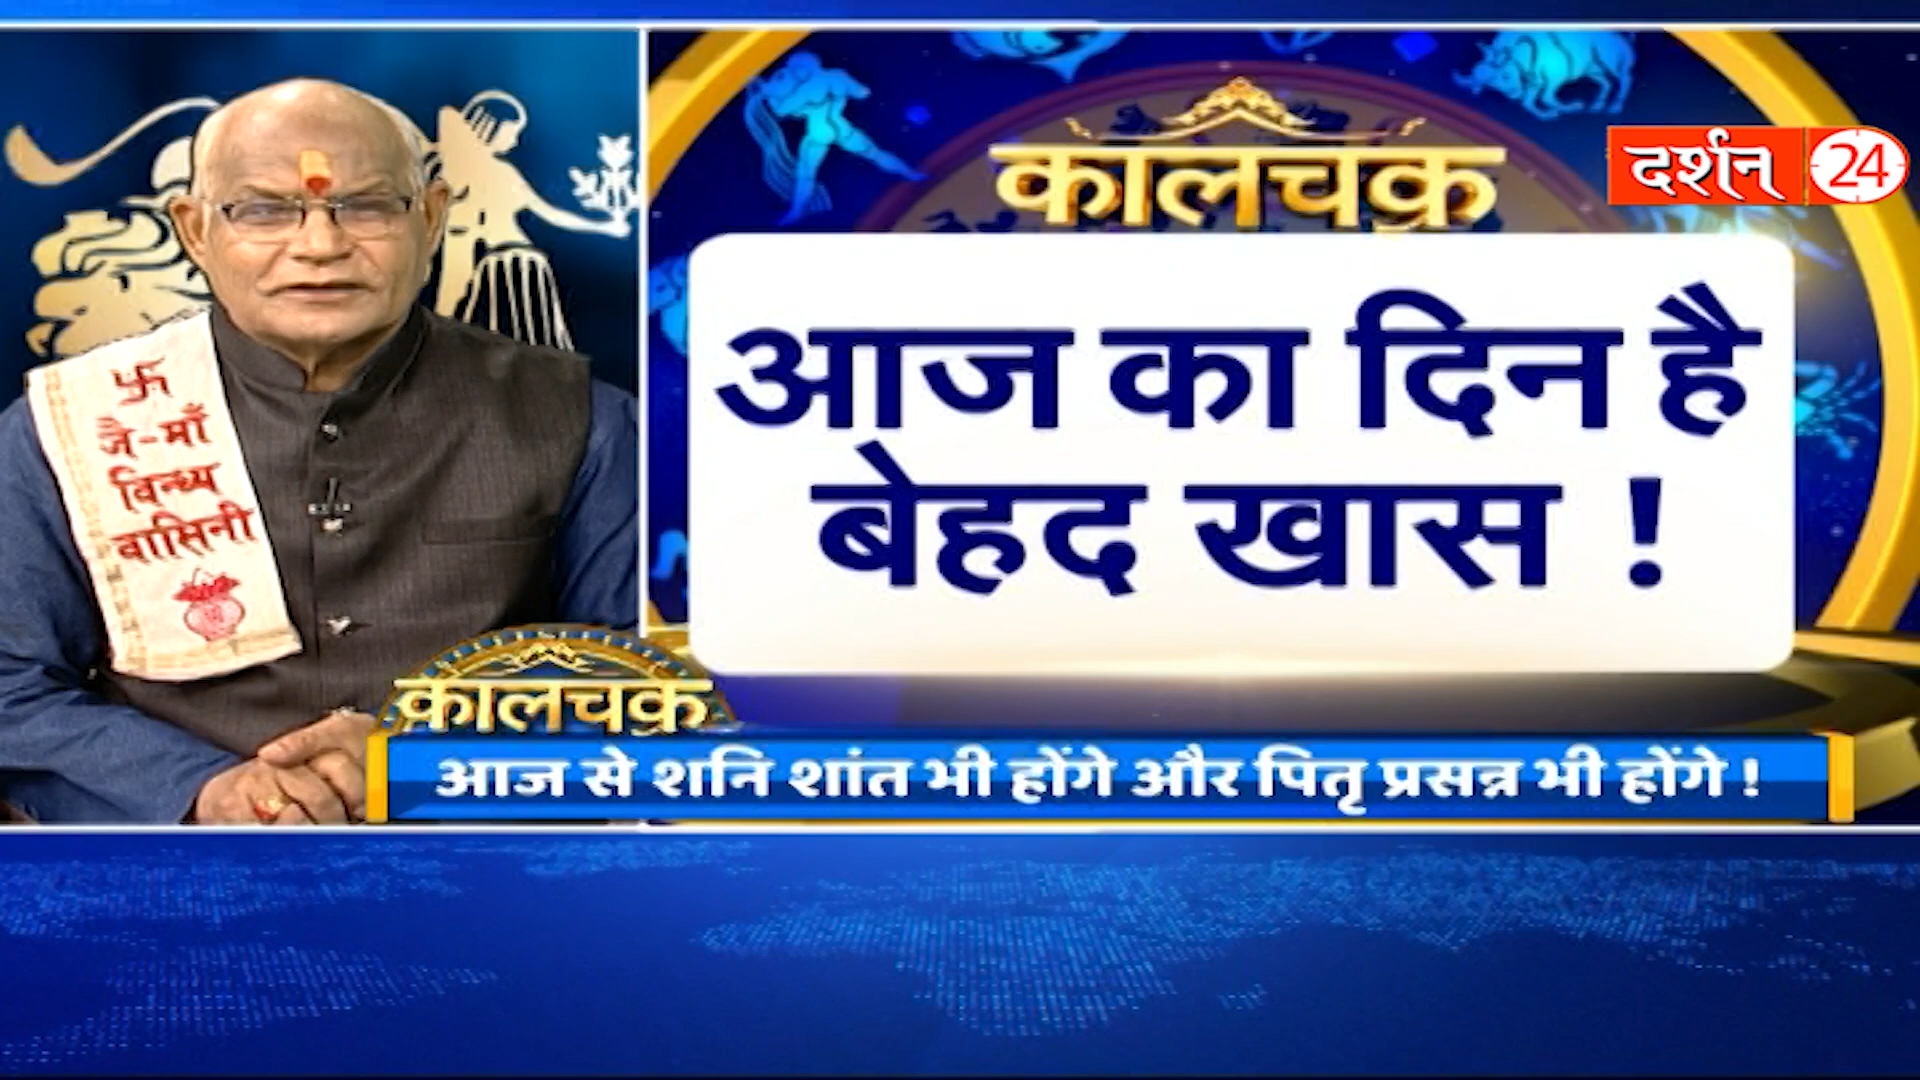 कालचक्र
दर्शन 24
आज का दिन है
बेहद खास !
卐
जै-माँ
विन्ध्य
वासिनी
कालचक्र
आज से शनि शांत भी होंगे और पितृ प्रसन्न भी होंगे !